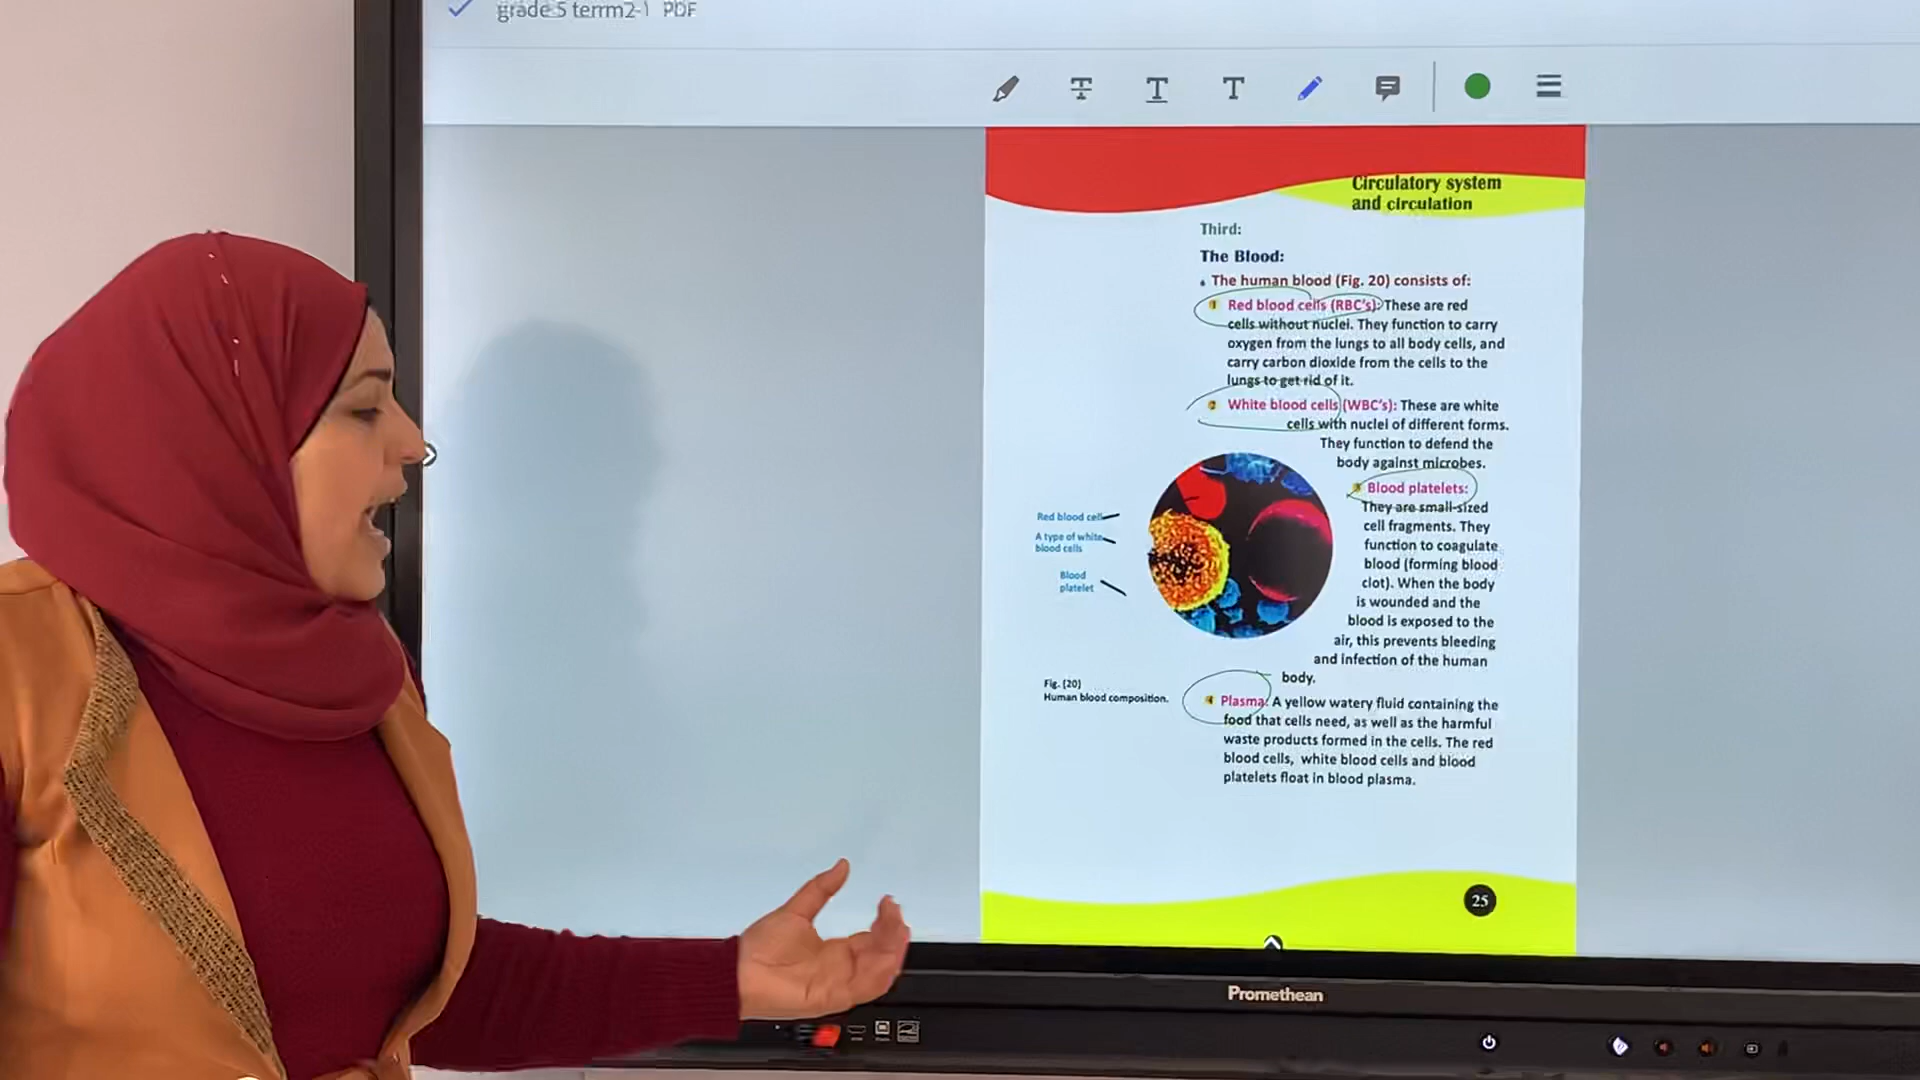 grade 5 terrm2-1 PDF
Circulatory system
and circulation
Third:
The Blood:
The human blood (Fig. 20) consists of:
1 Red blood cells (RBC's): These are red
cells without nuclei. They function to carry
oxygen from the lungs to all body cells, and
carry carbon dioxide from the cells to the
lungs to get rid of it.
2 White blood cells (WBC's): These are white
cells with nuclei of different forms.
They function to defend the
body against microbes.
3 Blood platelets:
They are small-sized
cell fragments. They
function to coagulate
blood (forming blood
clot). When the body
is wounded and the
blood is exposed to the
air, this prevents bleeding
and infection of the human
body.
Red blood cell
A type of white
blood cells
Blood
platelet
Fig. (20)
Human blood composition.
4 Plasma: A yellow watery fluid containing the
food that cells need, as well as the harmful
waste products formed in the cells. The red
blood cells, white blood cells and blood
platelets float in blood plasma.
25
Promethean